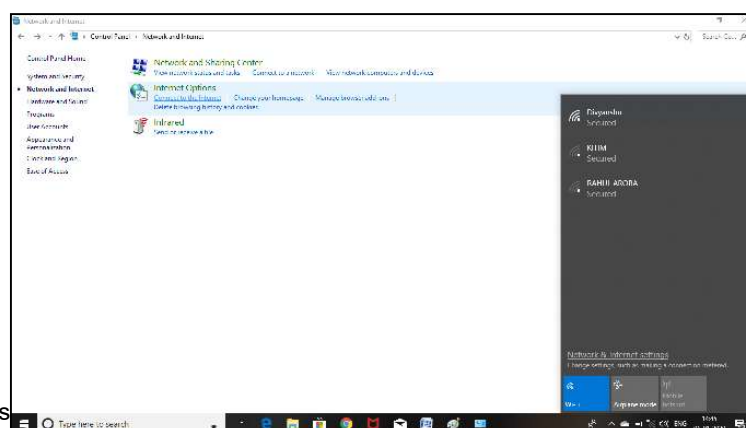 Network and Internet
Control Panel > Network and Internet
Control Panel Home
System and Security
Network and Internet
Hardware and Sound
Programs
User Accounts
Appearance and
Personalization
Clock and Region
Ease of Access
Network and Sharing Center
View network status and tasks Connect to a network View network computers and devices
Internet Options
Connect to the Internet Change your homepage Manage browser add-ons
Delete browsing history and cookies
Infrared
Send or receive a file
Divyanshu
Secured
Secured
RAHUL ARORA
Secured
Network & Internet settings
Change settings, such as making a connection metered.
Airplane mode
s
Type here to search
ENG